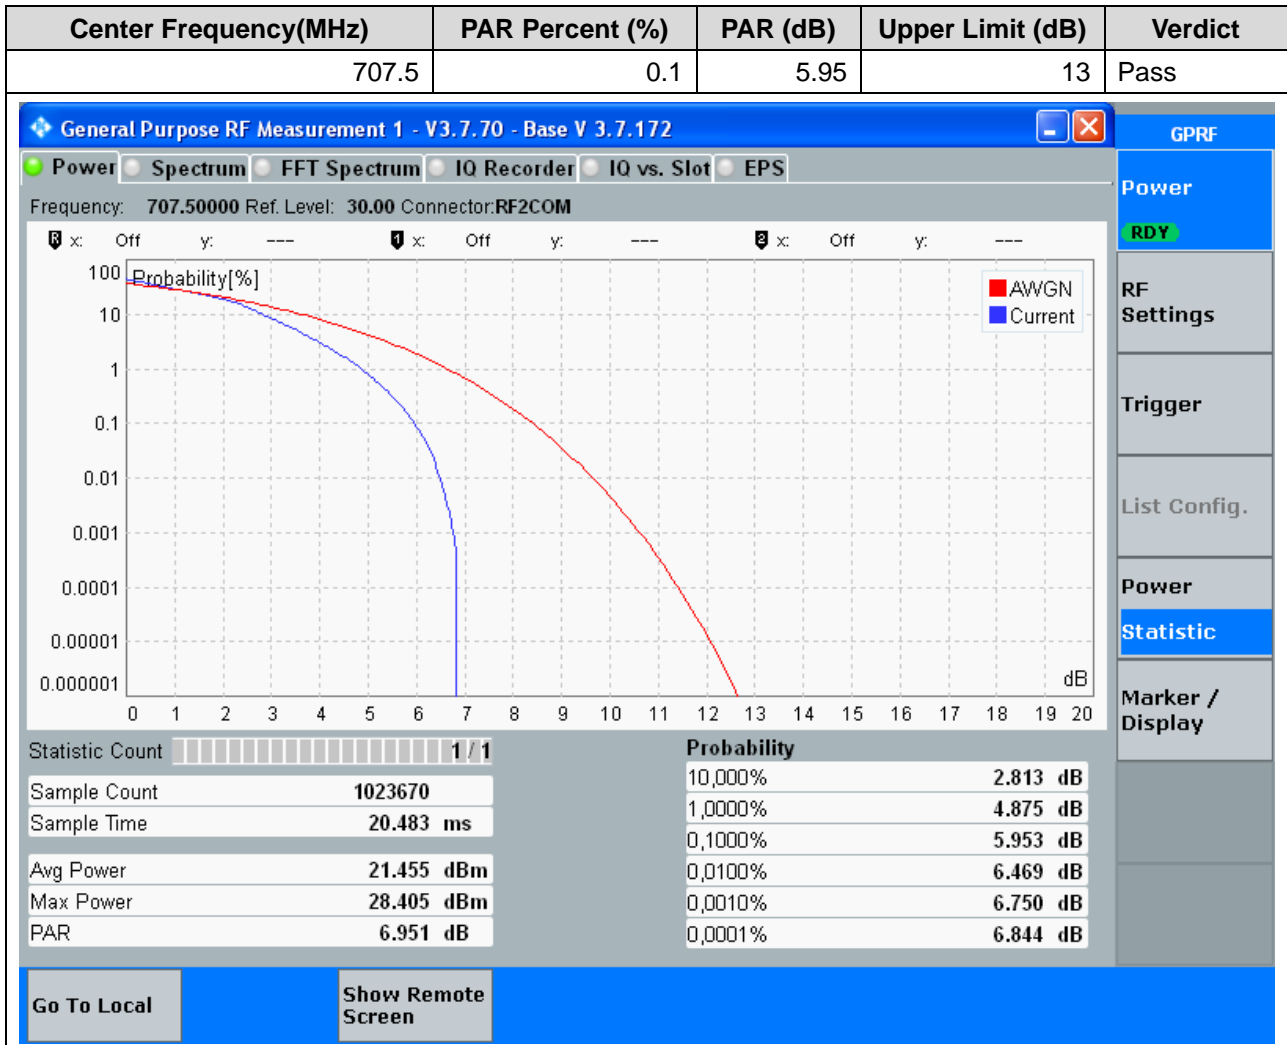 Center Frequency(MHz) PAR Percent (%) PAR (dB) Upper Limit (dB) Verdict
707.5 0.1 5.95 13 Pass
General Purpose RF Measurement 1 - V3.7.70 - Base V 3.7.172
Power Spectrum FFT Spectrum IQ Recorder IQ vs. Slot EPS
Frequency: 707.50000 Ref. Level: 30.00 Connector:RF2COM
R x: Off y: --- 1 x: Off y: --- 2 x: Off y: ---
Probability[%]
AWGN
Current
100
10
1
0.1
0.01
0.001
0.0001
0.00001
0.000001
dB
0 1 2 3 4 5 6 7 8 9 10 11 12 13 14 15 16 17 18 19 20
Statistic Count 1 / 1
Sample Count 1023670
Sample Time 20.483 ms
Avg Power 21.455 dBm
Max Power 28.405 dBm
PAR 6.951 dB
Probability
10,000% 2.813 dB
1,0000% 4.875 dB
0,1000% 5.953 dB
0,0100% 6.469 dB
0,0010% 6.750 dB
0,0001% 6.844 dB
GPRF
Power
RDY
RF
Settings
Trigger
List Config.
Power
Statistic
Marker /
Display
Go To Local
Show Remote
Screen